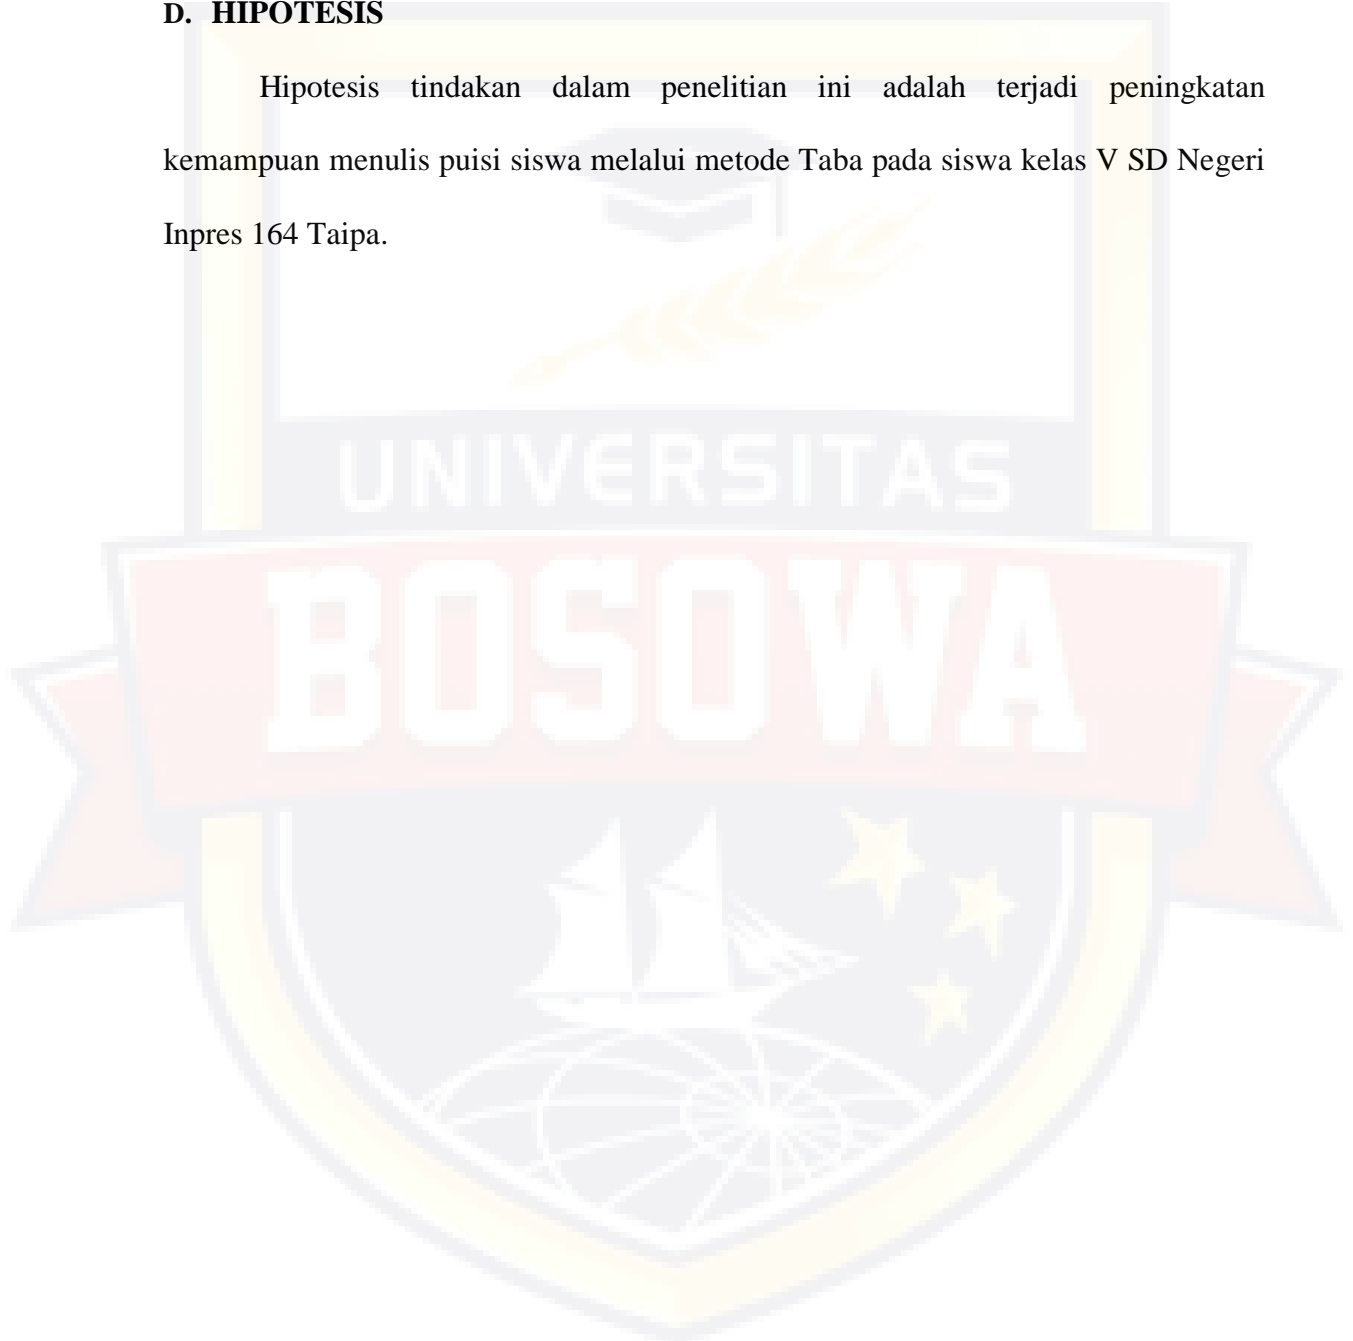 D. HIPOTESIS
Hipotesis tindakan dalam penelitian ini adalah terjadi peningkatan
kemampuan menulis puisi siswa melalui metode Taba pada siswa kelas V SD Negeri
Inpres 164 Taipa.
UNIVERSITAS
BOSOWA